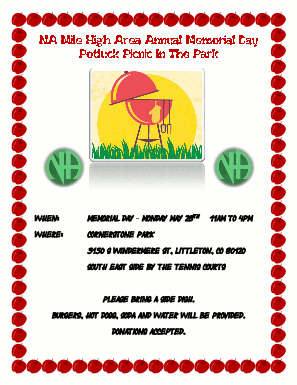 NA Mile High Area Annual Memorial Day
Potluck Picnic In The Park
NA
NA
WHEN: MEMORIAL DAY - MONDAY MAY 28TH 11AM TO 4PM
WHERE: CORNERSTONE PARK
3130 S WINDERMERE ST, LITTLETON, CO 80120
SOUTH EAST SIDE BY THE TENNIS COURTS
PLEASE BRING A SIDE DISH.
BURGERS, HOT DOGS, SODA AND WATER WILL BE PROVIDED.
DONATIONS ACCEPTED.